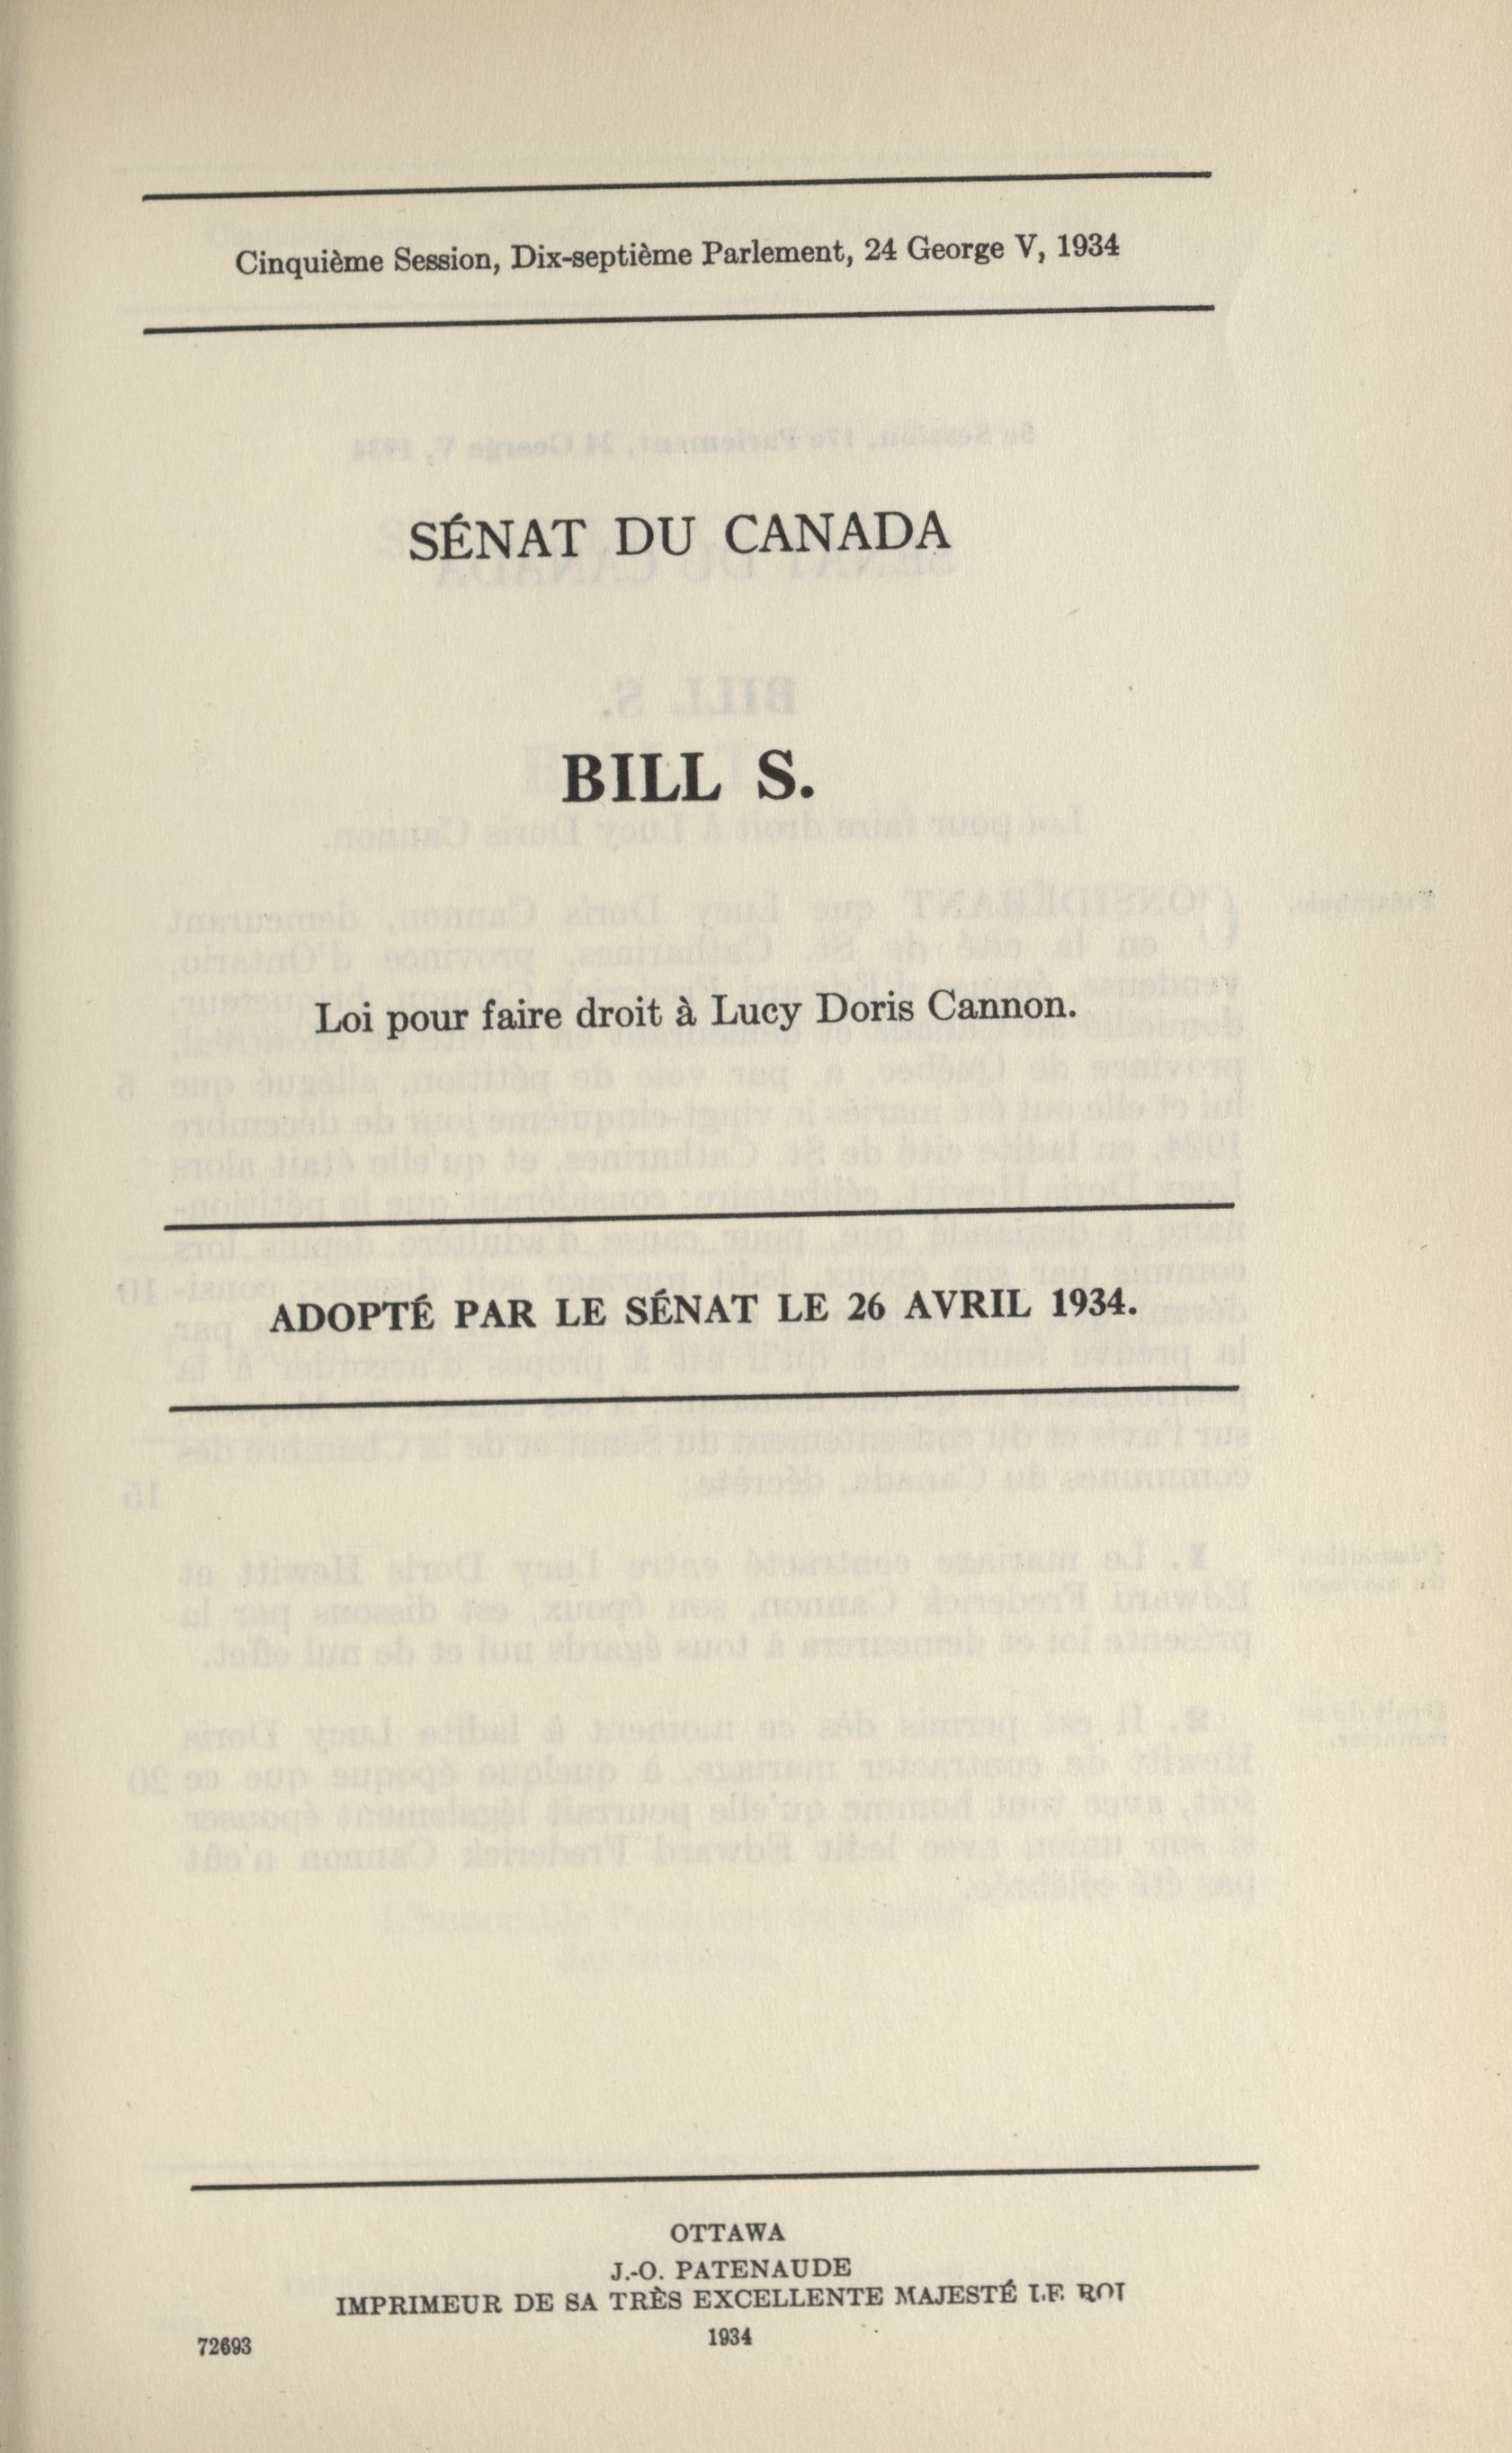 Cinquième Session, Dix-septième Parlement, 24 George V, 1934
SÉNAT DU CANADA
BILL S.
Loi pour faire droit à Lucy Doris Cannon.
ADOPTÉ PAR LE SÉNAT LE 26 AVRIL 1934.
OTTAWA
J.-O. PATENAUDE
IMPRIMEUR DE SA TRÈS EXCELLENTE MAJESTÉ LE ROI
72693 1934